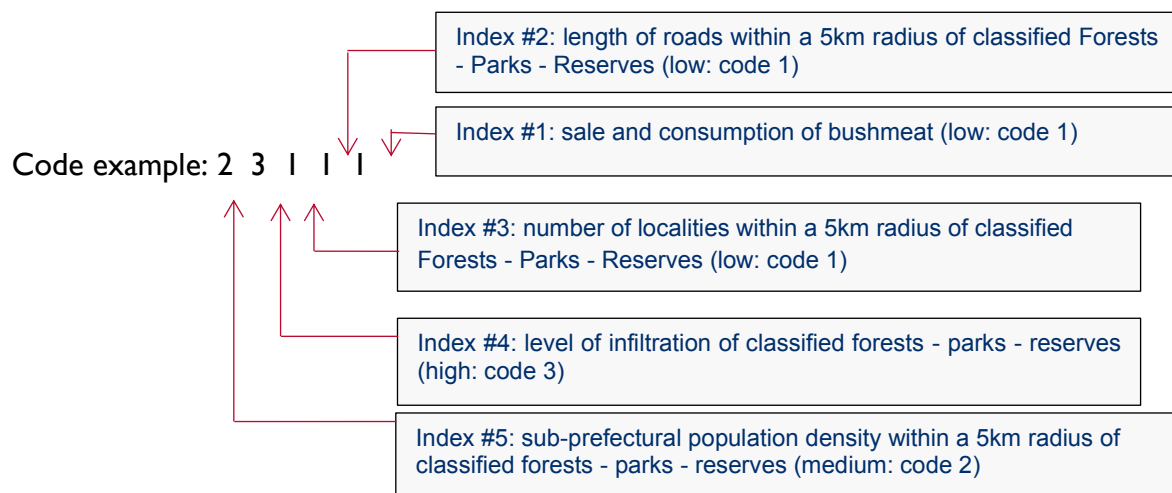 Index #2: length of roads within a 5km radius of classified Forests
- Parks - Reserves (low: code 1)
Index #1: sale and consumption of bushmeat (low: code 1)
Code example: 2 3 1 1 1
Index #3: number of localities within a 5km radius of classified
Forests - Parks - Reserves (low: code 1)
Index #4: level of infiltration of classified forests - parks - reserves
(high: code 3)
Index #5: sub-prefectural population density within a 5km radius of
classified forests - parks - reserves (medium: code 2)